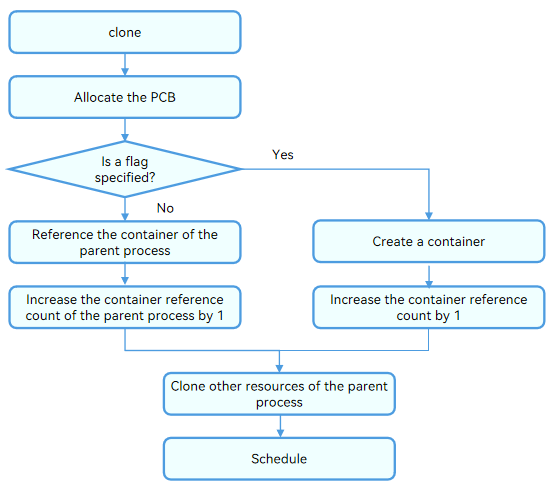 clone
Allocate the PCB
Is a flag
specified?
Yes
No
Reference the container of the
parent process
Create a container
Increase the container reference
count of the parent process by 1
Increase the container reference
count by 1
Clone other resources of the parent
process
Schedule